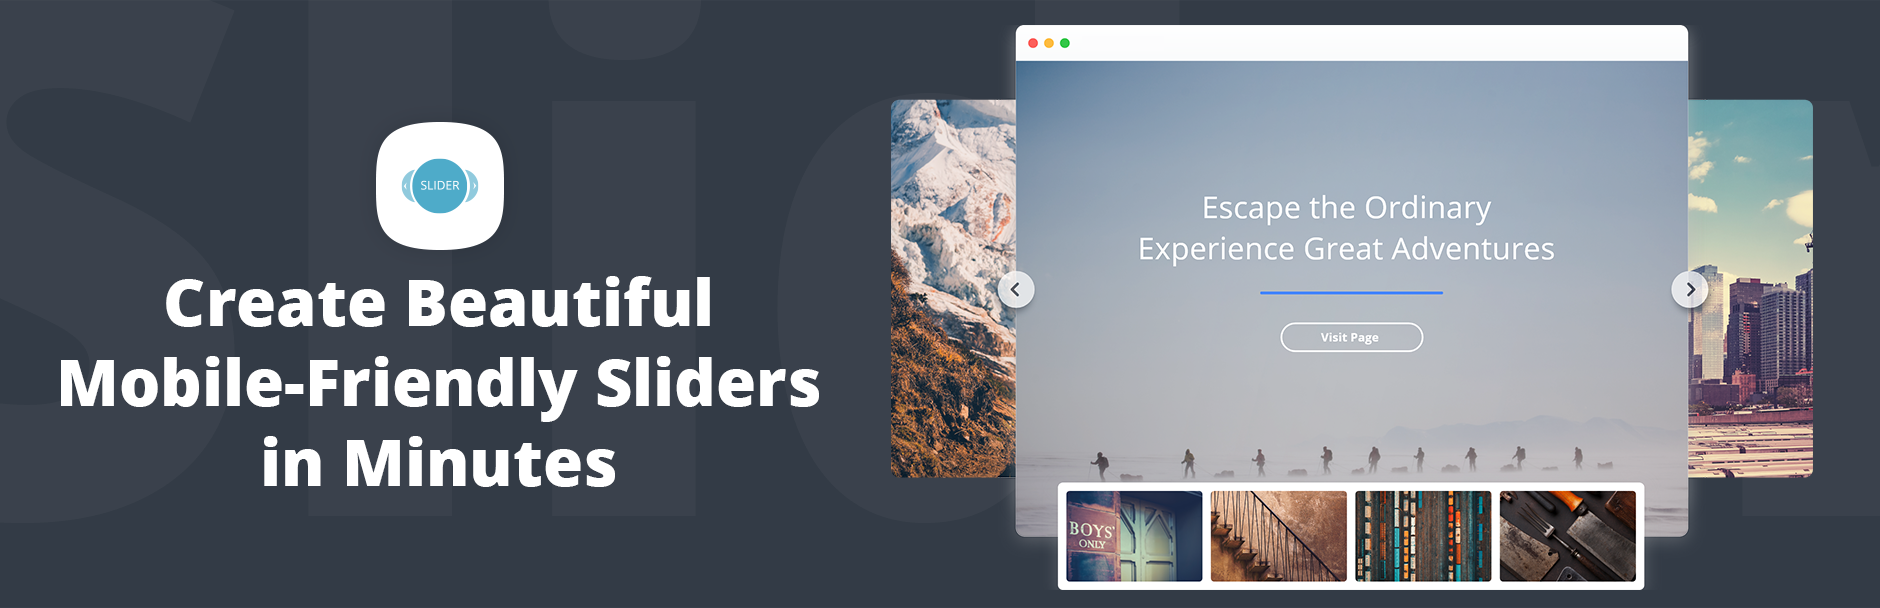 SLIDER
Create Beautiful
Mobile-Friendly Sliders
in Minutes
Escape the Ordinary
Experience Great Adventures
Visit Page
BOYS'
ONLY